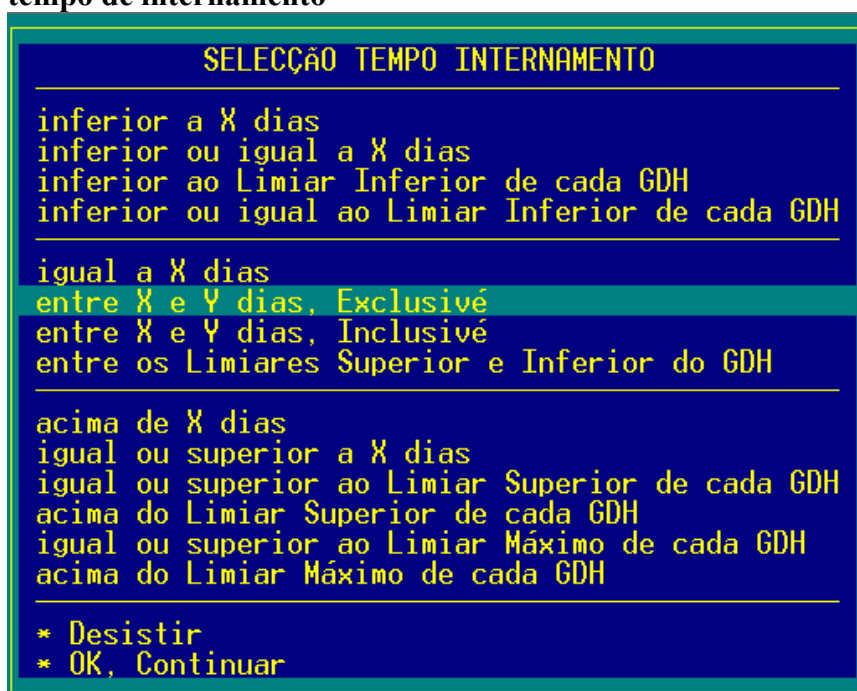 tempo de internamento
SELECÇãO TEMPO INTERNAMENTO
inferior a X dias
inferior ou igual a X dias
inferior ao Limiar Inferior de cada GDH
inferior ou igual ao Limiar Inferior de cada GDH
igual a X dias
entre X e Y dias, Exclusivé
entre X e Y dias, Inclusivé
entre os Limiares Superior e Inferior do GDH
acima de X dias
igual ou superior a X dias
igual ou superior ao Limiar Superior de cada GDH
acima do Limiar Superior de cada GDH
igual ou superior ao Limiar Máximo de cada GDH
acima do Limiar Máximo de cada GDH
* Desistir
* OK, Continuar